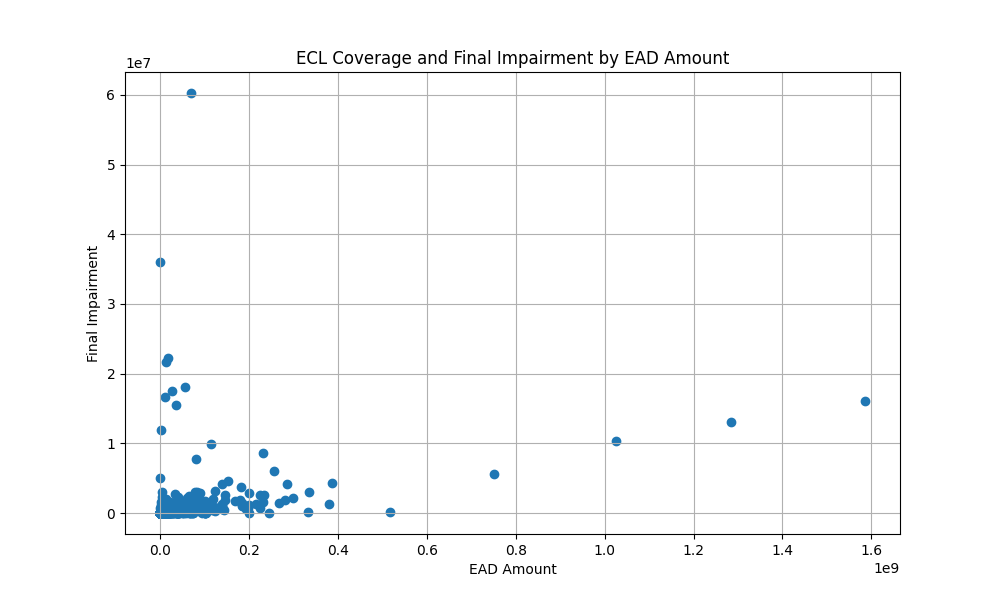 ECL Coverage and Final Impairment by EAD Amount
1e7
6
5
4
3
2
1
0
Final Impairment
0.0 0.2 0.4 0.6 0.8 1.0 1.2 1.4 1.6
1e9
EAD Amount